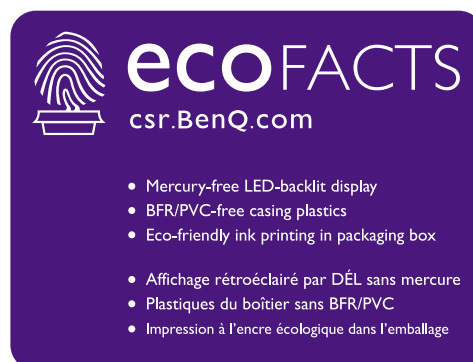 ecoFACTS
csr.BenQ.com
• Mercury-free LED-backlit display
• BFR/PVC-free casing plastics
• Eco-friendly ink printing in packaging box
• Affichage rétroéclairé par DÉL sans mercure
• Plastiques du boîtier sans BFR/PVC
• Impression à l'encre écologique dans l'emballage